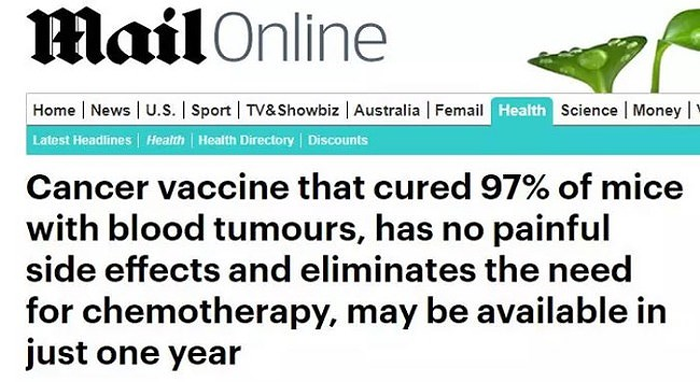 Mail Online
Home | News | U.S. | Sport | TV&Showbiz | Australia | Femail | Health | Science | Money |
Latest Headlines | Health | Health Directory | Discounts
Cancer vaccine that cured 97% of mice
with blood tumours, has no painful
side effects and eliminates the need
for chemotherapy, may be available in
just one year